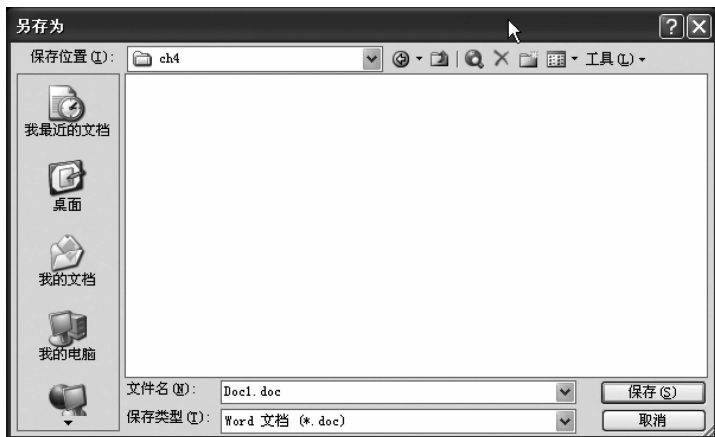 另存为
保存位置(I): ch4 工具(L)
我最近的文档
桌面
我的文档
我的电脑
文件名(N): Doc1.doc 保存(S)
保存类型(T): Word 文档 (*.doc) 取消